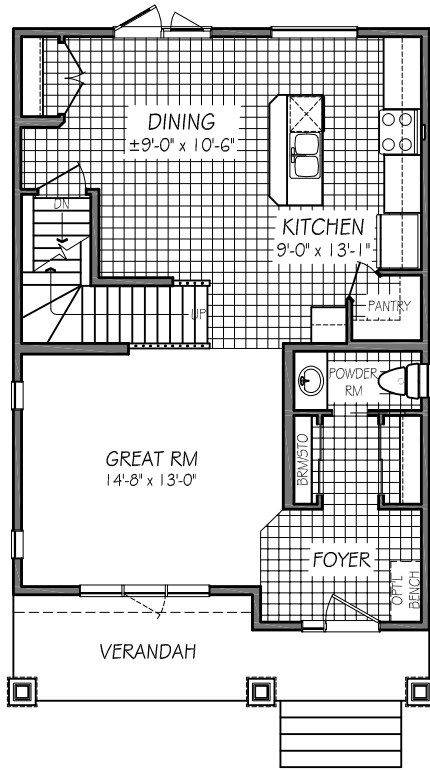 DINING
±9'-0" x 10'-6"
DN
KITCHEN
9'-0" x 13'-1"
PANTRY
UP
POWDER
RM
BRM/STO
GREAT RM
14'-8" x 13'-0"
FOYER
OPT'L
BENCH
VERANDAH